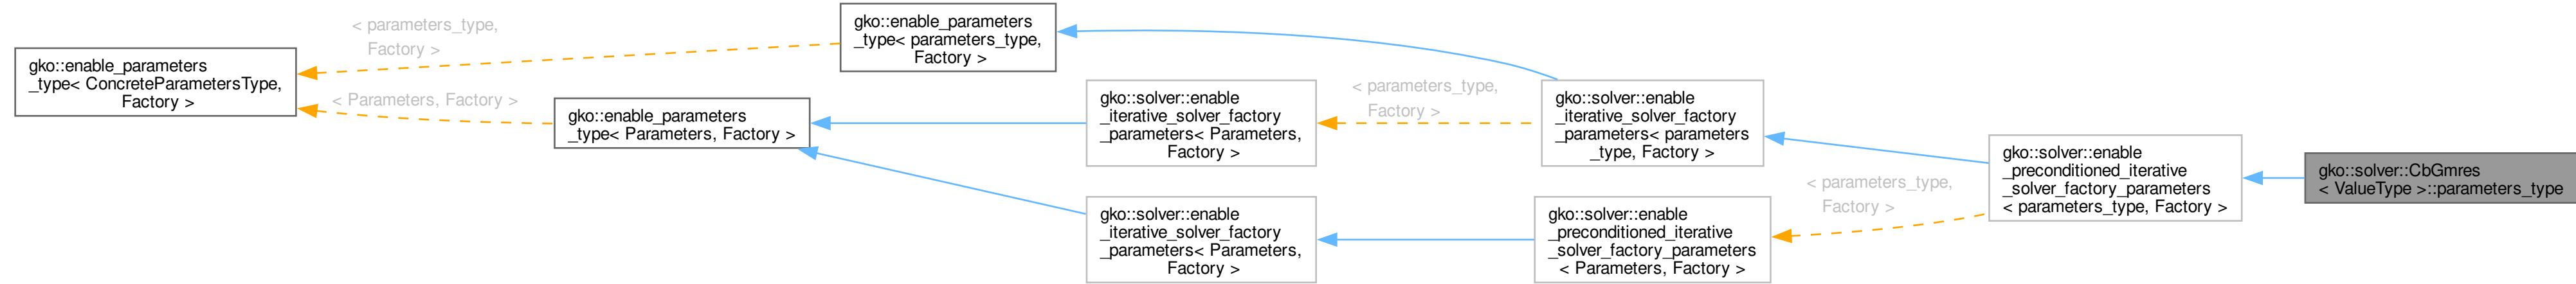 gko::enable_parameters
_type< ConcreteParametersType,
Factory >
< parameters_type,
Factory >
< Parameters, Factory >
gko::enable_parameters
_type< parameters_type,
Factory >
gko::enable_parameters
_type< Parameters, Factory >
gko::solver::enable
_iterative_solver_factory
_parameters< Parameters,
Factory >
gko::solver::enable
_iterative_solver_factory
_parameters< Parameters,
Factory >
< parameters_type,
Factory >
gko::solver::enable
_iterative_solver_factory
_parameters< parameters
_type, Factory >
gko::solver::enable
_preconditioned_iterative
_solver_factory_parameters
< Parameters, Factory >
< parameters_type,
Factory >
gko::solver::enable
_preconditioned_iterative
_solver_factory_parameters
< parameters_type, Factory >
gko::solver::CbGmres
< ValueType >::parameters_type